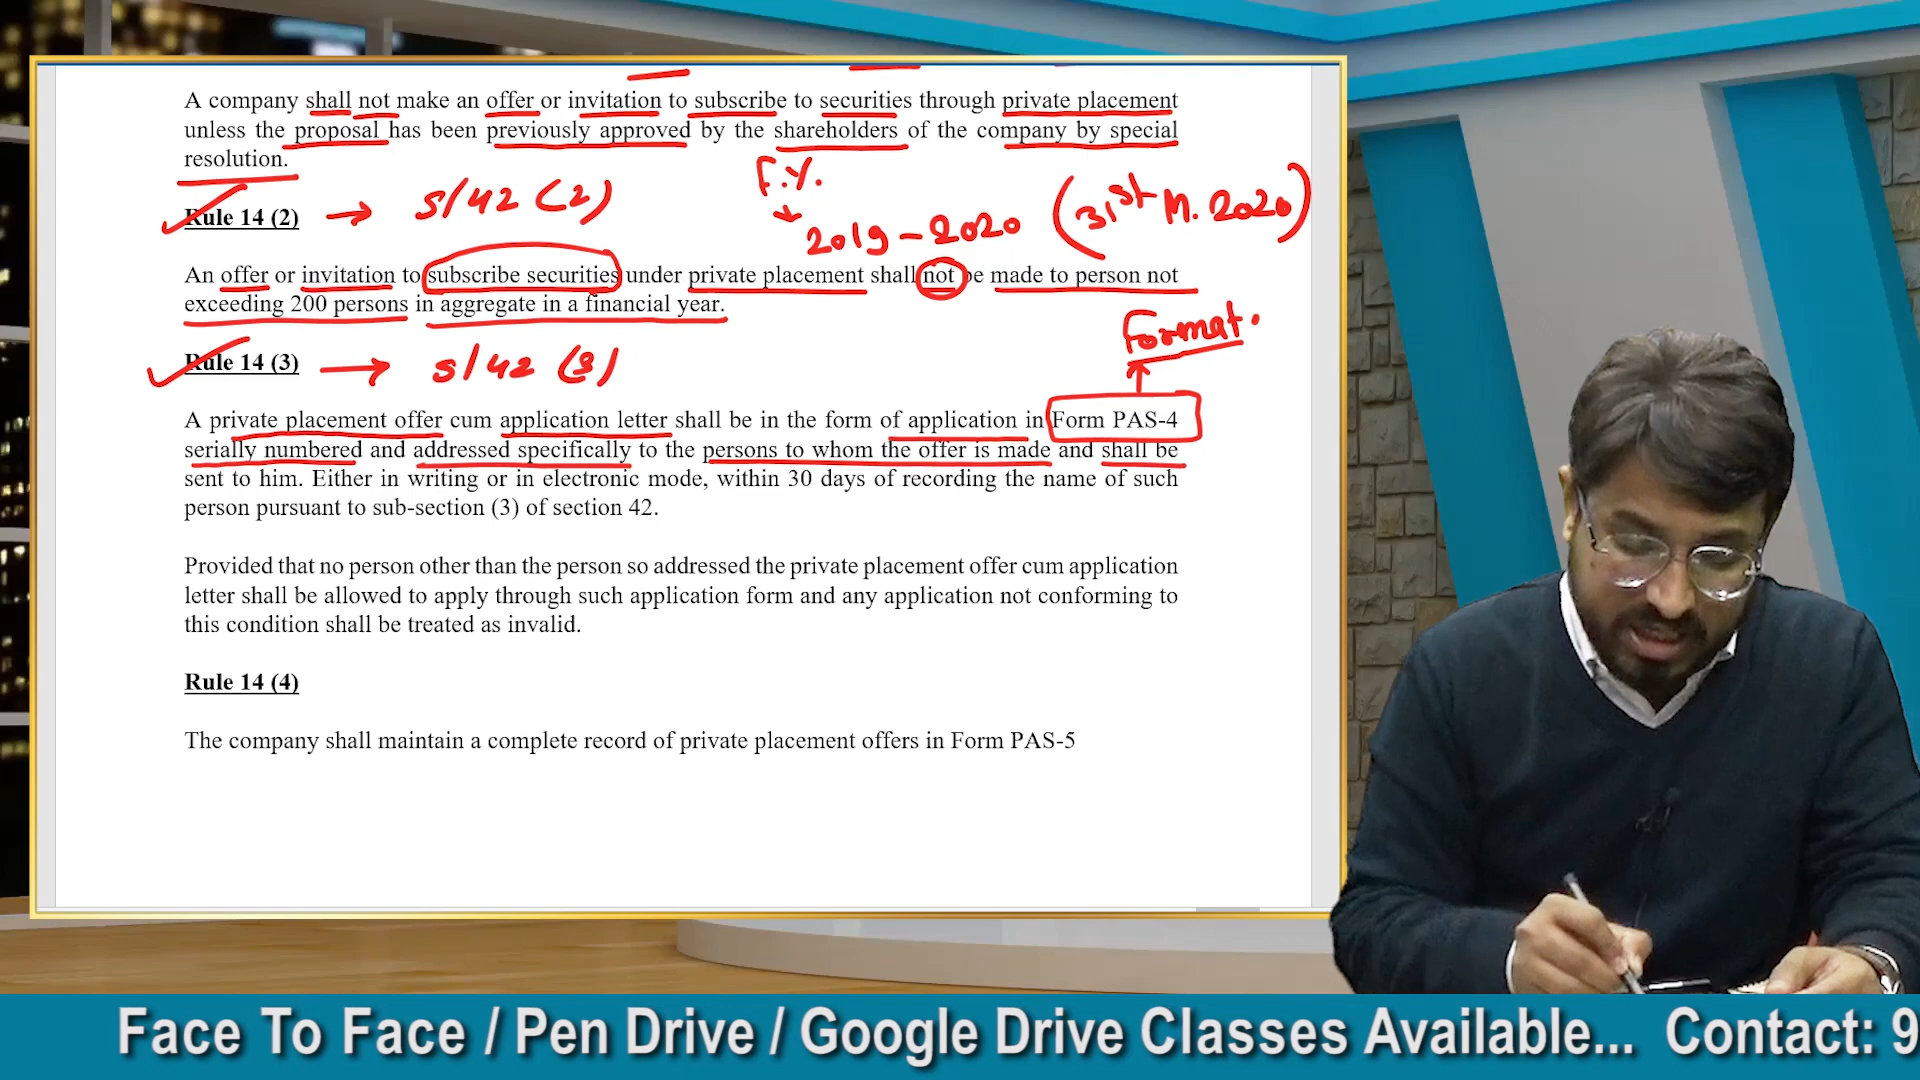 A company shall not make an offer or invitation to subscribe to securities through private placement
unless the proposal has been previously approved by the shareholders of the company by special
resolution.
F.Y.
Rule 14 (2) → S/42 (2)
2019-2020 (31st M. 2020)
An offer or invitation to subscribe securities under private placement shall not be made to person not
exceeding 200 persons in aggregate in a financial year.
Format.
Rule 14 (3) → S/42 (3)
A private placement offer cum application letter shall be in the form of application in Form PAS-4
serially numbered and addressed specifically to the persons to whom the offer is made and shall be
sent to him. Either in writing or in electronic mode, within 30 days of recording the name of such
person pursuant to sub-section (3) of section 42.
Provided that no person other than the person so addressed the private placement offer cum application
letter shall be allowed to apply through such application form and any application not conforming to
this condition shall be treated as invalid.
Rule 14 (4)
The company shall maintain a complete record of private placement offers in Form PAS-5
Face To Face / Pen Drive / Google Drive Classes Available... Contact: 9